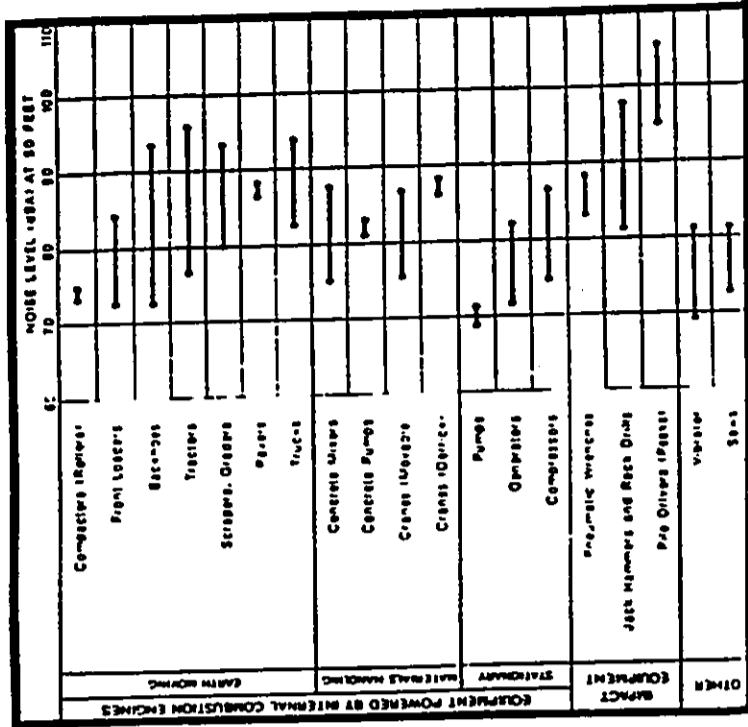 NOISE LEVEL (dBA) AT 50 FEET
60 70 80 90 100 110
EQUIPMENT POWERED BY INTERNAL COMBUSTION ENGINES
EARTH MOVING
Compactors (Rollers)
Front Loaders
Backhoes
Tractors
Scrapers, Graders
Pavers
Trucks
MATERIALS HANDLING
Concrete Mixers
Concrete Pumps
Cranes (Movable)
Cranes (Derrick)
STATIONARY
Pumps
Generators
Compressors
IMPACT EQUIPMENT
Pneumatic Wrenches
Jack Hammers and Rock Drills
Pile Drivers (Peaks)
OTHER
Vibrator
Saws